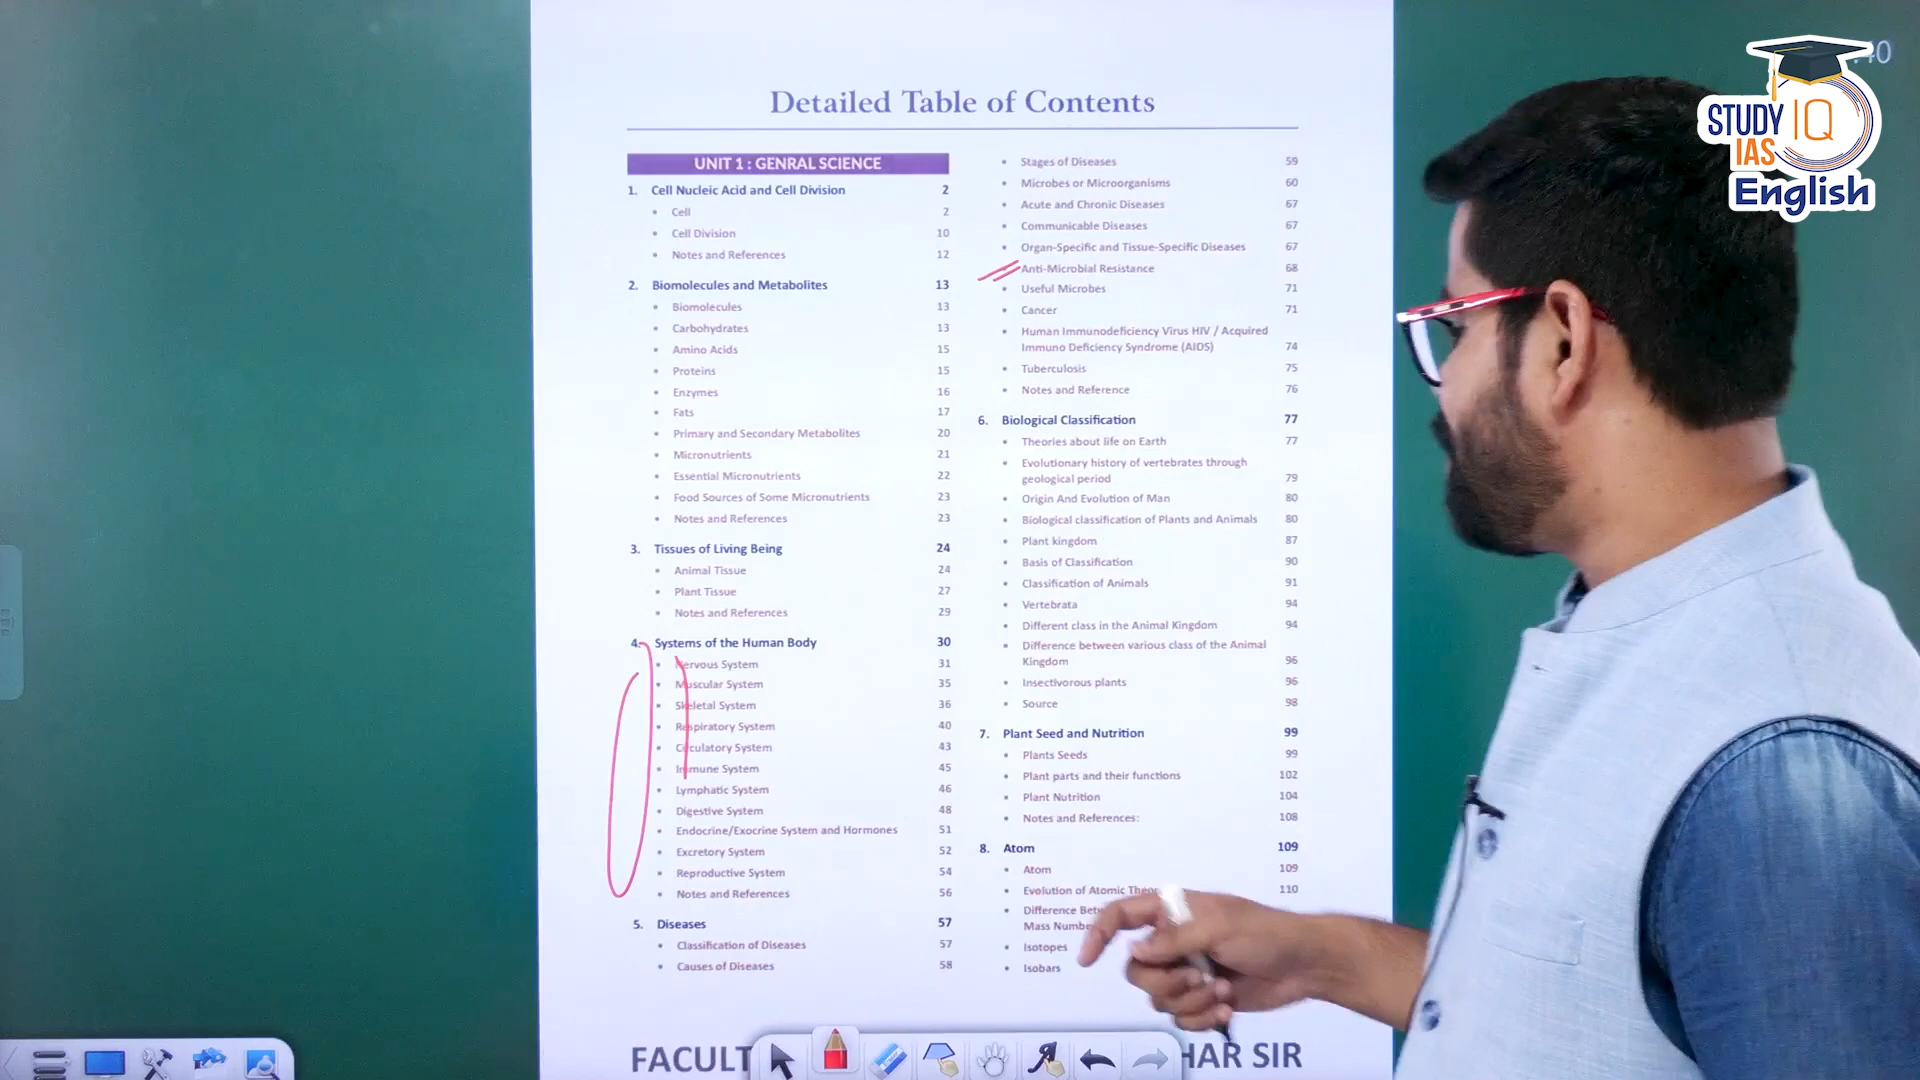 Detailed Table of Contents
UNIT 1 : GENRAL SCIENCE
1. Cell Nucleic Acid and Cell Division 2
• Cell 2
• Cell Division 10
• Notes and References 12
2. Biomolecules and Metabolites 13
• Biomolecules 13
• Carbohydrates 13
• Amino Acids 15
• Proteins 15
• Enzymes 16
• Fats 17
• Primary and Secondary Metabolites 20
• Micronutrients 21
• Essential Micronutrients 22
• Food Sources of Some Micronutrients 23
• Notes and References 23
3. Tissues of Living Being 24
• Animal Tissue 24
• Plant Tissue 27
• Notes and References 29
4. Systems of the Human Body 30
• Nervous System 31
• Muscular System 35
• Skeletal System 36
• Respiratory System 40
• Circulatory System 43
• Immune System 45
• Lymphatic System 46
• Digestive System 48
• Endocrine/Exocrine System and Hormones 51
• Excretory System 52
• Reproductive System 54
• Notes and References 56
5. Diseases 57
• Classification of Diseases 57
• Causes of Diseases 58
• Stages of Diseases 59
• Microbes or Microorganisms 60
• Acute and Chronic Diseases 67
• Communicable Diseases 67
• Organ-Specific and Tissue-Specific Diseases 67
Anti-Microbial Resistance 68
• Useful Microbes 71
• Cancer 71
• Human Immunodeficiency Virus HIV / Acquired
Immuno Deficiency Syndrome (AIDS) 74
• Tuberculosis 75
• Notes and Reference 76
6. Biological Classification 77
• Theories about life on Earth 77
• Evolutionary history of vertebrates through
geological period 79
• Origin And Evolution of Man 80
• Biological classification of Plants and Animals 80
• Plant kingdom 87
• Basis of Classification 90
• Classification of Animals 91
• Vertebrata 94
• Different class in the Animal Kingdom 94
• Difference between various class of the Animal
Kingdom 96
• Insectivorous plants 96
• Source 98
7. Plant Seed and Nutrition 99
• Plants Seeds 99
• Plant parts and their functions 102
• Plant Nutrition 104
• Notes and References: 108
8. Atom 109
• Atom 109
• Evolution of Atomic 110
• Difference
Mass
• Isotopes
• Isobars
FACULT HAR SIR
STUDY IQ
IAS
English